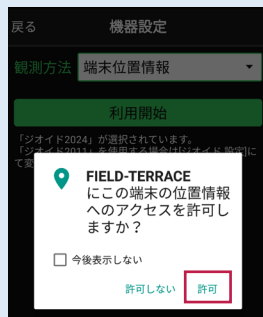 戻る
機器設定
観測方法 端末位置情報
利用開始
「ジオイド2024」が選択されています。
「ジオイド2011」を使用する場合は[ジオイド設定]に
て変
FIELD-TERRACE
にこの端末の位置情報
へのアクセスを許可し
ますか？
今後表示しない
許可しない
許可